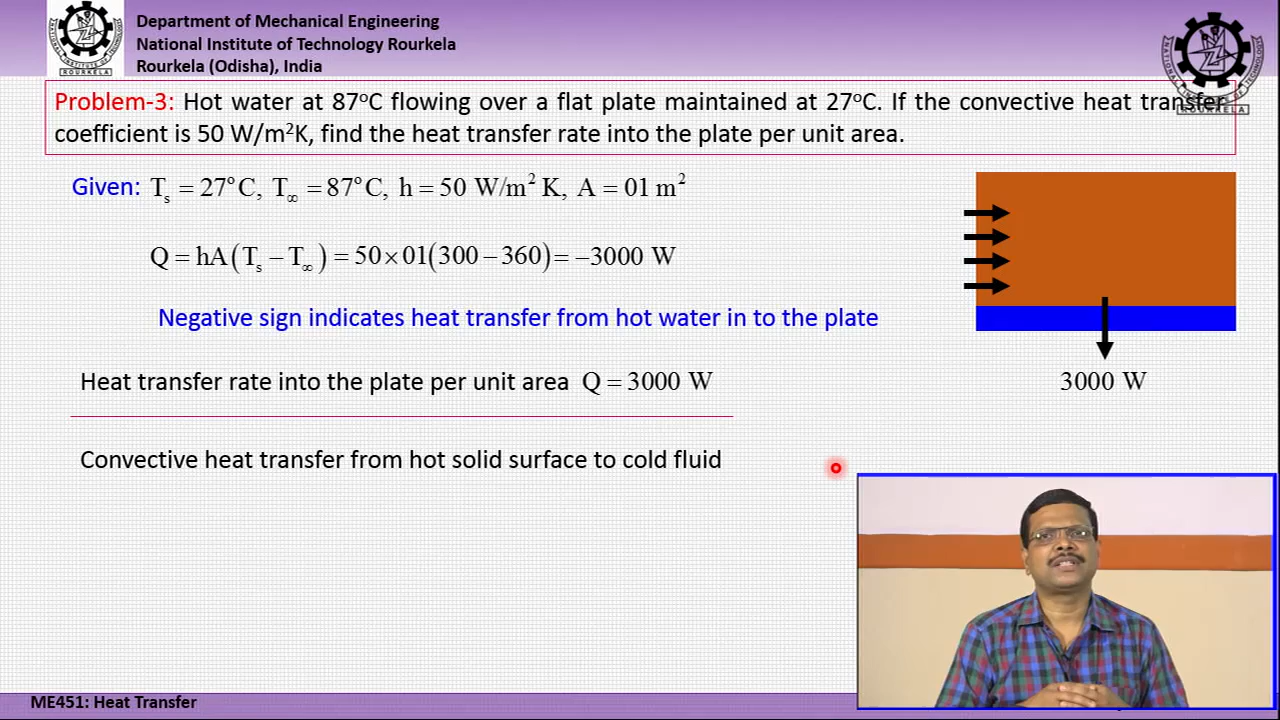 Department of Mechanical Engineering
National Institute of Technology Rourkela
Rourkela (Odisha), India
ROURKELA
ROURKELA
Problem-3: Hot water at 87°C flowing over a flat plate maintained at 27°C. If the convective heat transfer
coefficient is 50 W/m²K, find the heat transfer rate into the plate per unit area.
Given: Tₛ = 27°C, T∞ = 87°C, h = 50 W/m² K, A = 01 m²
Q = hA(Tₛ − T∞) = 50×01(300 − 360) = −3000 W
Negative sign indicates heat transfer from hot water in to the plate
Heat transfer rate into the plate per unit area Q = 3000 W
3000 W
Convective heat transfer from hot solid surface to cold fluid
ME451: Heat Transfer